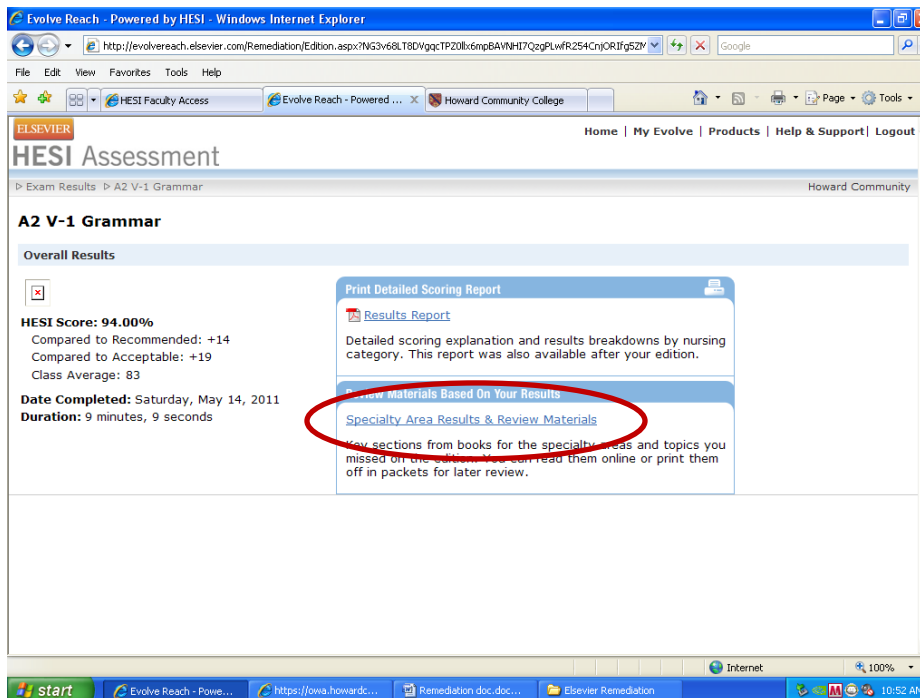 Evolve Reach - Powered by HESI - Windows Internet Explorer
Google
File Edit View Favorites Tools Help
HESI Faculty Access Evolve Reach - Powered ... X Howard Community College Page Tools
ELSEVIER
Home | My Evolve | Products | Help & Support | Logout
HESI Assessment
Exam Results A2 V-1 Grammar Howard Community
A2 V-1 Grammar
Overall Results
Print Detailed Scoring Report
Results Report
Detailed scoring explanation and results breakdowns by nursing
category. This report was also available after your edition.
HESI Score: 94.00%
Compared to Recommended: +14
Compared to Acceptable: +19
Class Average: 83
Date Completed: Saturday, May 14, 2011
Duration: 9 minutes, 9 seconds
Review Materials Based On Your Results
Specialty Area Results & Review Materials
Key sections from books for the specialty areas and topics you
missed on the edition. You can read them online or print them
off in packets for later review.
Internet 100%
start Evolve Reach - Powe... https://owa.howardc... Remediation doc.doc... Elsevier Remediation 10:52 AM